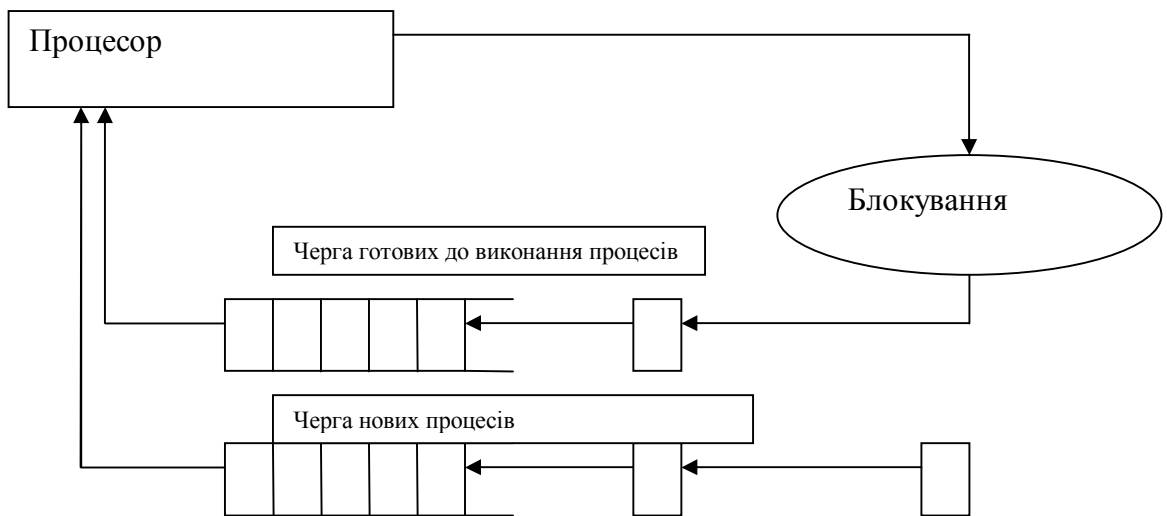 Процесор
Блокування
Черга готових до виконання процесів
Черга нових процесів